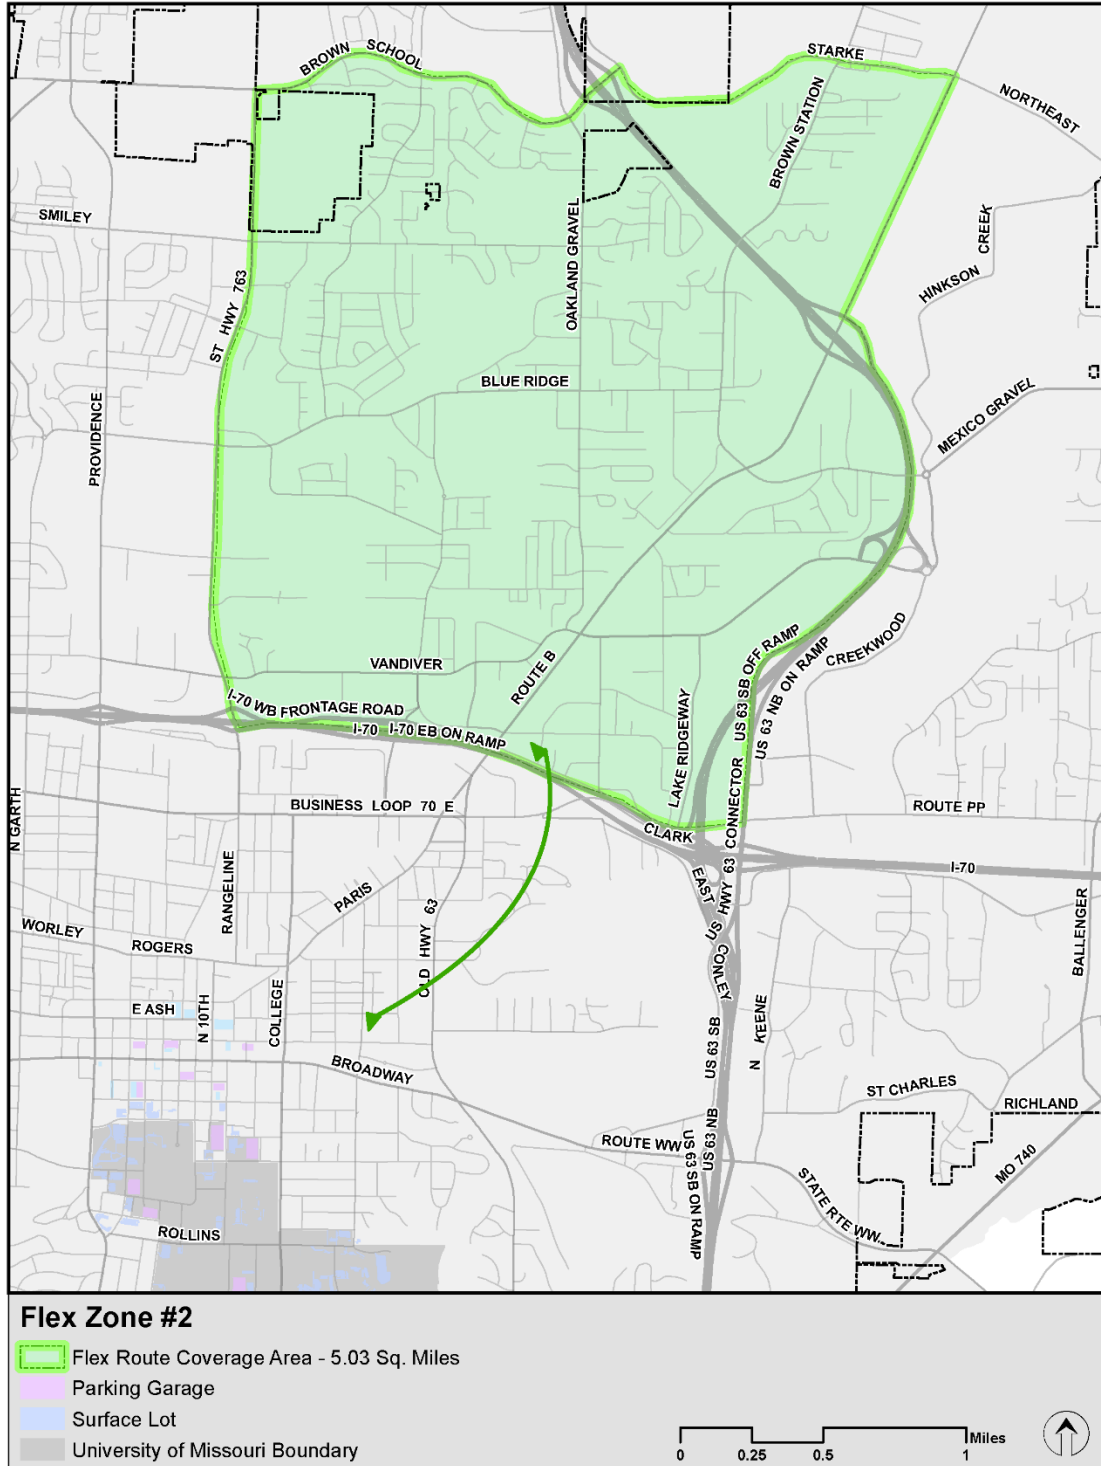 BROWN SCHOOL
STARKE
NORTHEAST
BROWN STATION
SMILEY
OAKLAND GRAVEL
HINKSON CREEK
ST HWY 763
BLUE RIDGE
MEXICO GRAVEL
PROVIDENCE
CREEKWOOD
VANDIVER
ROUTE B
US 63 SB OFF RAMP
US 63 NB ON RAMP
I-70 WB FRONTAGE ROAD
I-70
I-70 EB ON RAMP
LAKE RIDGEWAY
BUSINESS LOOP 70 E
ROUTE PP
CLARK
US HWY 63 CONNECTOR
N GARTH
RANGELINE
PARIS
OLD HWY 63
EAST CONLEY
I-70
BALLENGER
WORLEY
ROGERS
E ASH
N 10TH
COLLEGE
N KEENE
US 63 SB
BROADWAY
ST CHARLES
RICHLAND
ROUTE WW
US 63 NB
US 63 SB ON RAMP
STATE RTE WW
MO 740
ROLLINS
Flex Zone #2
Flex Route Coverage Area - 5.03 Sq. Miles
Parking Garage
Surface Lot
University of Missouri Boundary
Miles
0 0.25 0.5 1